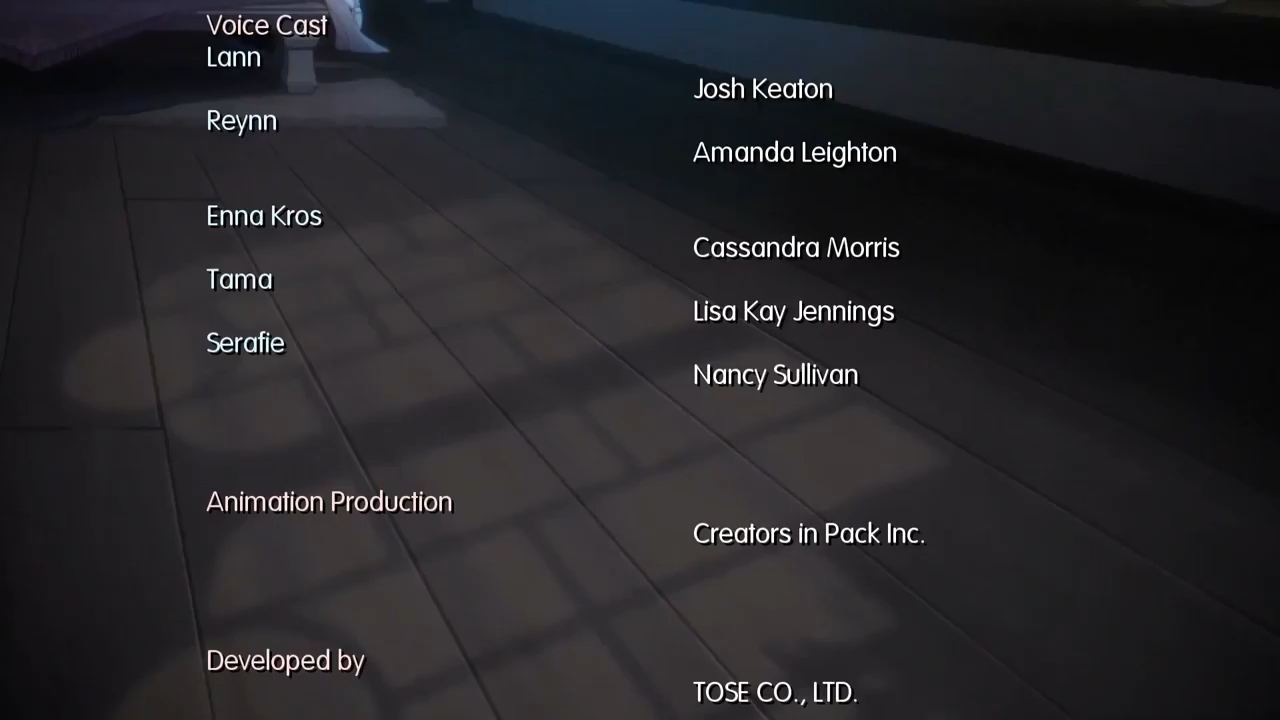 Voice Cast
Lann
Josh Keaton
Reynn
Amanda Leighton
Enna Kros
Cassandra Morris
Tama
Lisa Kay Jennings
Serafie
Nancy Sullivan
Animation Production
Creators in Pack Inc.
Developed by
TOSE CO., LTD.